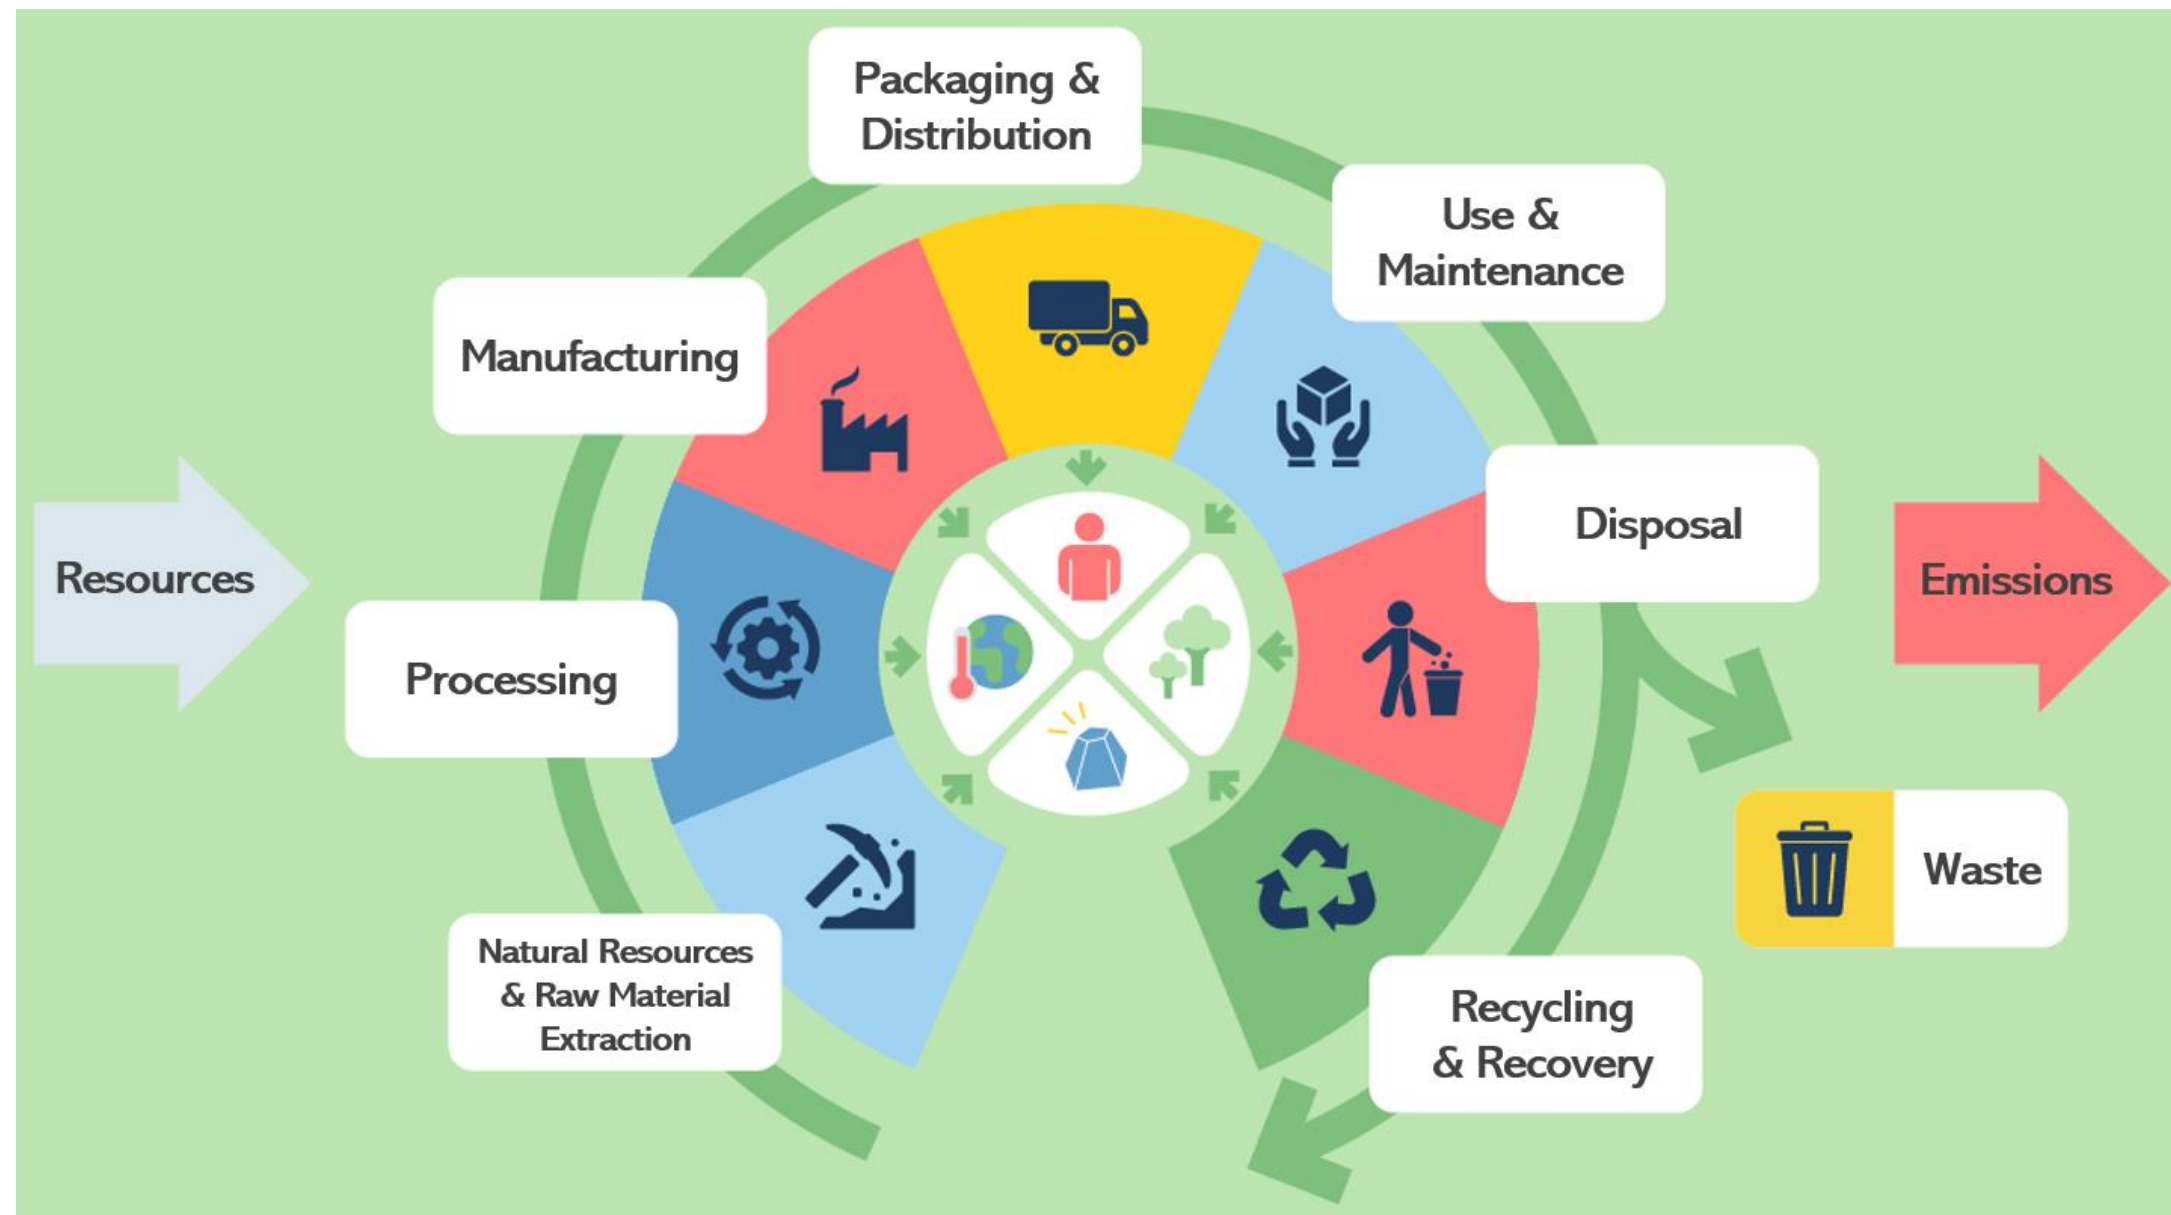 Packaging &
Distribution
Use &
Maintenance
Manufacturing
Disposal
Resources
Emissions
Processing
Waste
Natural Resources
& Raw Material
Extraction
Recycling
& Recovery